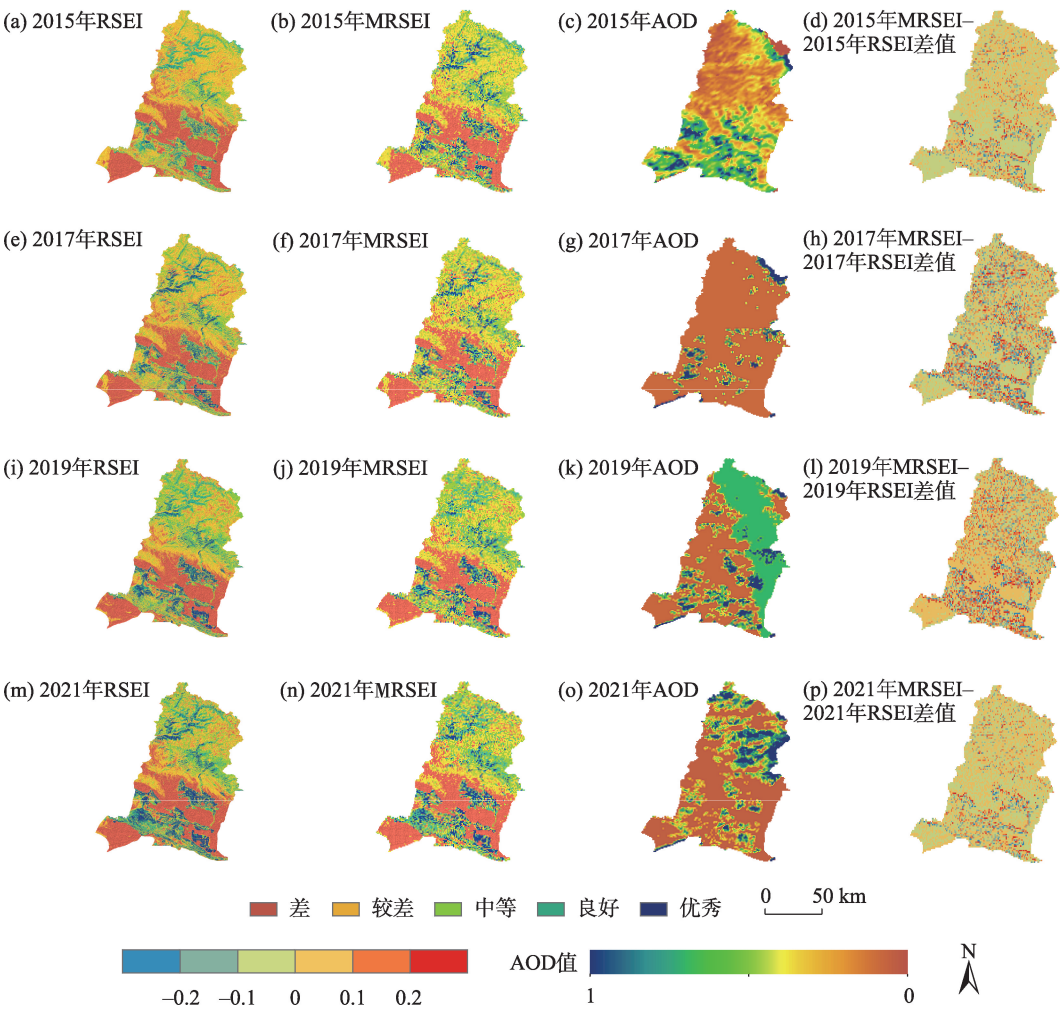 (a) 2015年RSEI
(b) 2015年MRSEI
(c) 2015年AOD
(d) 2015年MRSEI–
2015年RSEI差值
(e) 2017年RSEI
(f) 2017年MRSEI
(g) 2017年AOD
(h) 2017年MRSEI–
2017年RSEI差值
(i) 2019年RSEI
(j) 2019年MRSEI
(k) 2019年AOD
(l) 2019年MRSEI–
2019年RSEI差值
(m) 2021年RSEI
(n) 2021年MRSEI
(o) 2021年AOD
(p) 2021年MRSEI–
2021年RSEI差值
差 较差 中等 良好 优秀
0 50 km
–0.2 –0.1 0 0.1 0.2
AOD值
1 0
N